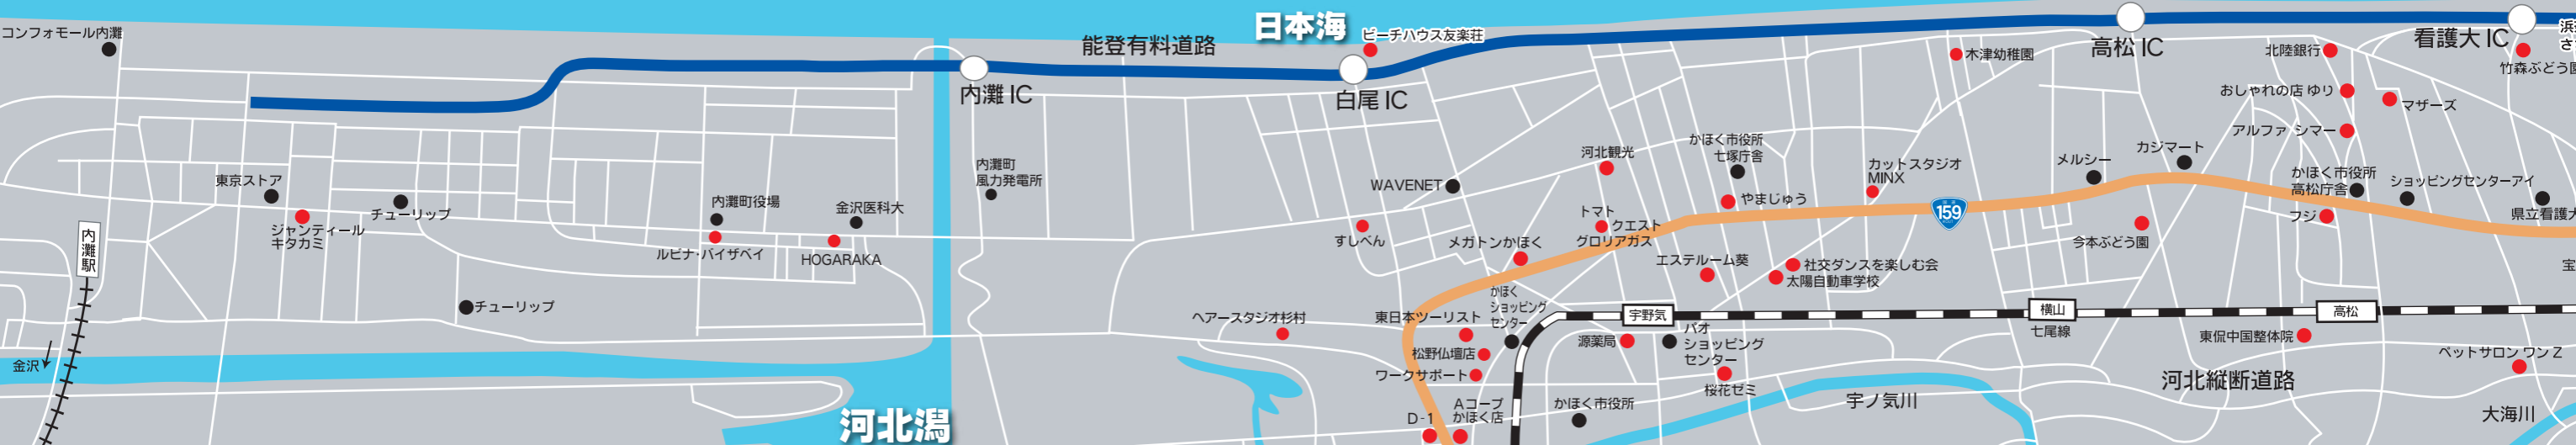 コンフォモール内灘
東京ストア
ジャンティール
キタカミ
チューリップ
内灘駅
金沢
チューリップ
内灘町役場
ルビナ・バイザベイ
金沢医科大
HOGARAKA
河北潟
内灘 IC
内灘町
風力発電所
能登有料道路
日本海
ビーチハウス友楽荘
白尾 IC
WAVENET
すしべん
メガトンかほく
ヘアースタジオ杉村
東日本ツーリスト
かほく
ショッピング
センター
松野仏壇店
ワークサポート
D-1
Aコープ
かほく店
かほく市役所
河北観光
トマト
クエスト
グロリアガス
かほく市役所
七塚庁舎
やまじゅう
エステルーム葵
社交ダンスを楽しむ会
太陽自動車学校
宇野気
源薬局
パオ
ショッピング
センター
桜花ゼミ
宇ノ気川
木津幼稚園
カットスタジオ
MINX
159
高松 IC
メルシー
カジマート
今本ぶどう園
横山
七尾線
高松
東侃中国整体院
河北縦断道路
看護大 IC
北陸銀行
おしゃれの店 ゆり
マザーズ
アルファ シマー
かほく市役所
高松庁舎
フジ
ショッピングセンターアイ
竹森ぶどう園
県立看護大
ペットサロン ワン Z
大海川
浜
さ
宝